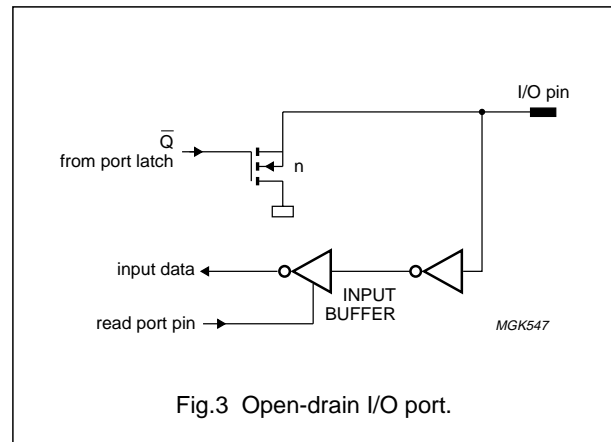 I/O pin
Q̅
from port latch
n
input data
INPUT
BUFFER
read port pin
MGK547
Fig.3 Open-drain I/O port.